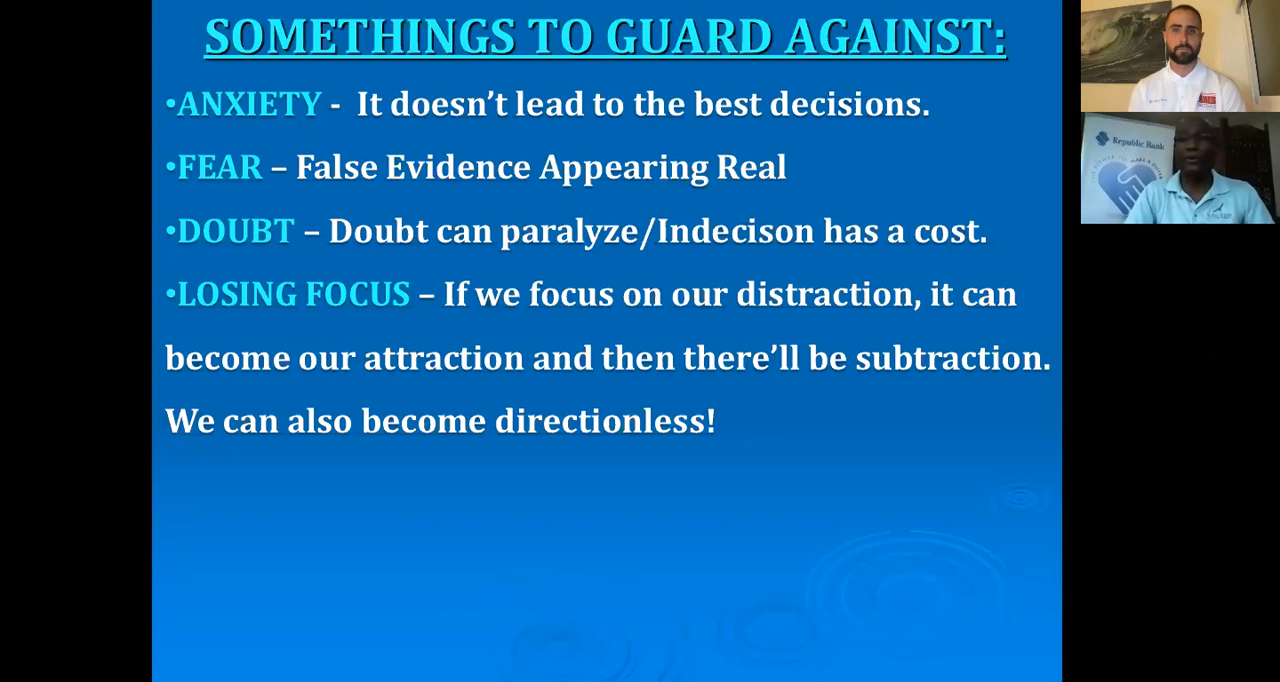 SOMETHINGS TO GUARD AGAINST:
•ANXIETY - It doesn’t lead to the best decisions.
•FEAR – False Evidence Appearing Real
•DOUBT – Doubt can paralyze/Indecison has a cost.
•LOSING FOCUS – If we focus on our distraction, it can
become our attraction and then there’ll be subtraction.
We can also become directionless!
Republic Bank